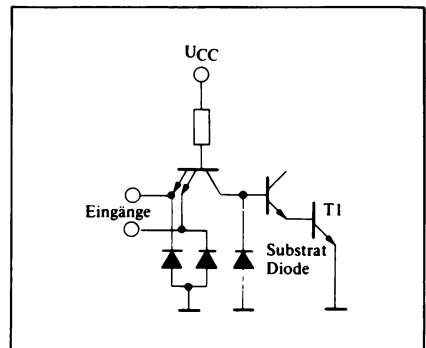 UCC
Eingänge
T1
Substrat
Diode